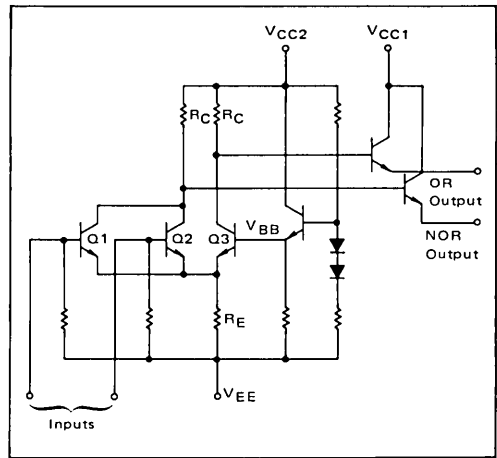 VCC2
VCC1
RC
RC
OR
Output
Q1
Q2
Q3
VBB
NOR
Output
RE
VEE
Inputs